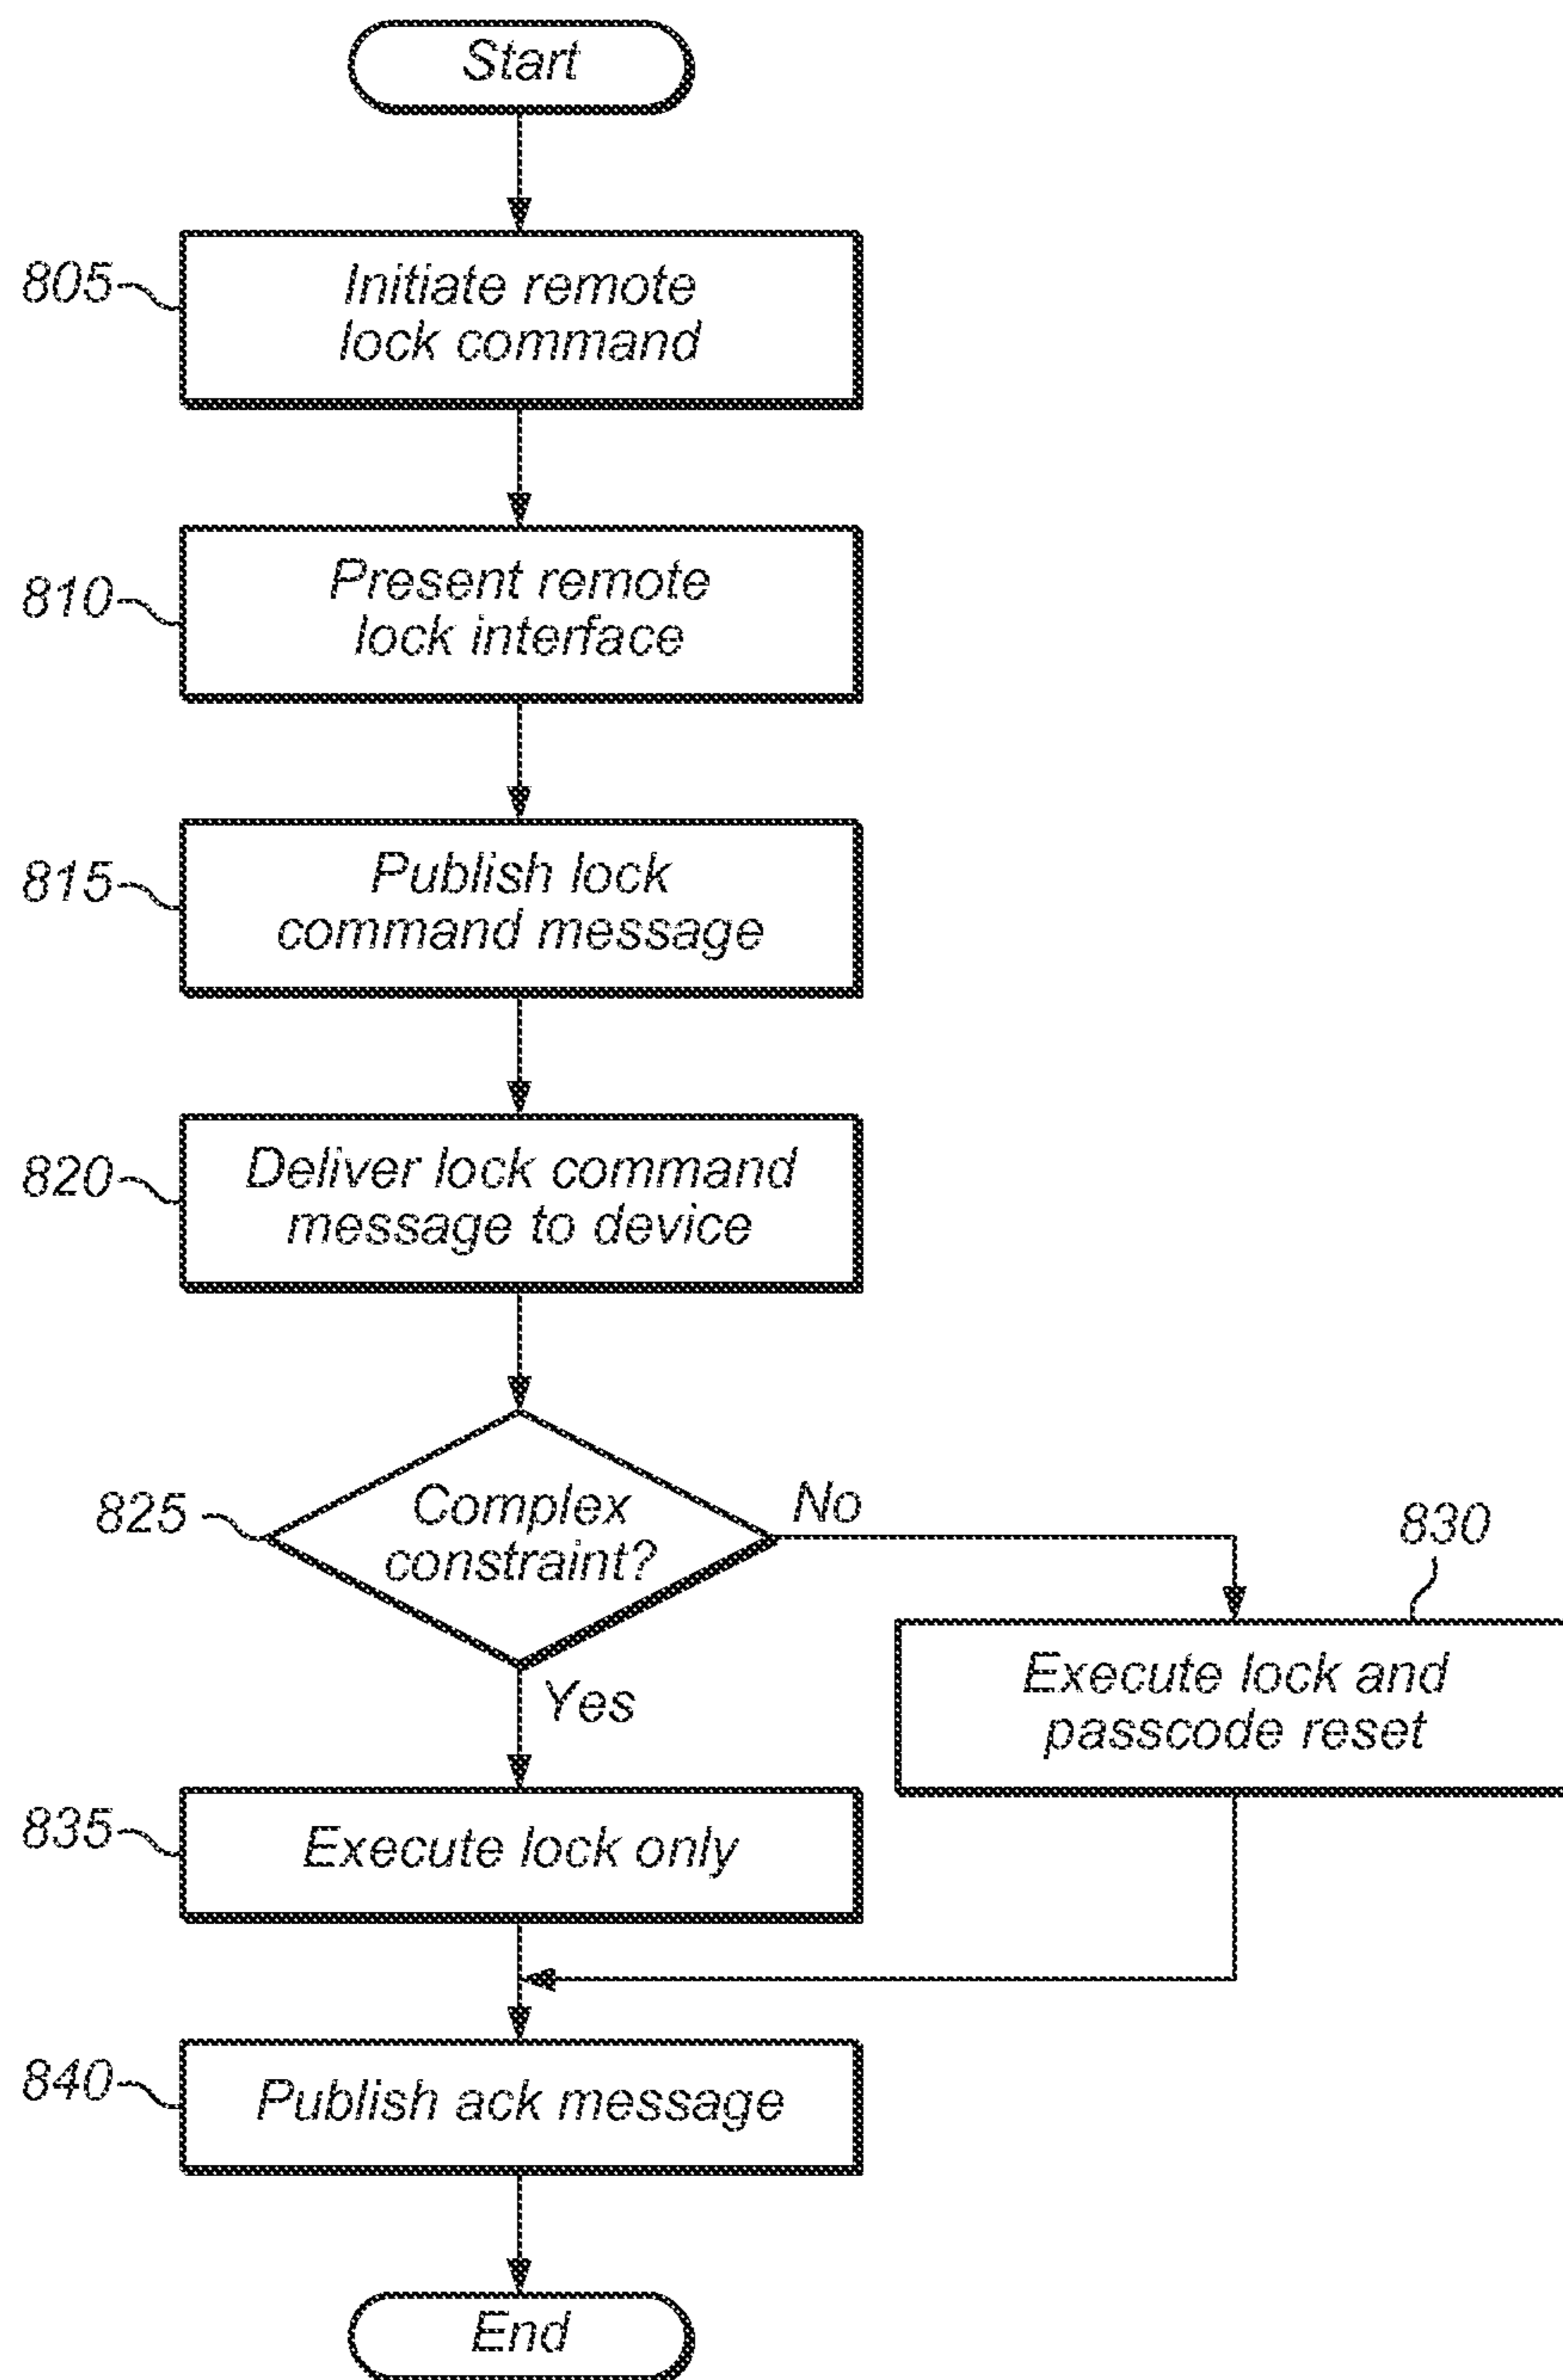 Start
805
Initiate remote
lock command
810
Present remote
lock interface
815
Publish lock
command message
820
Deliver lock command
message to device
825
Complex
constraint?
No
Yes
830
Execute lock and
passcode reset
835
Execute lock only
840
Publish ack message
End